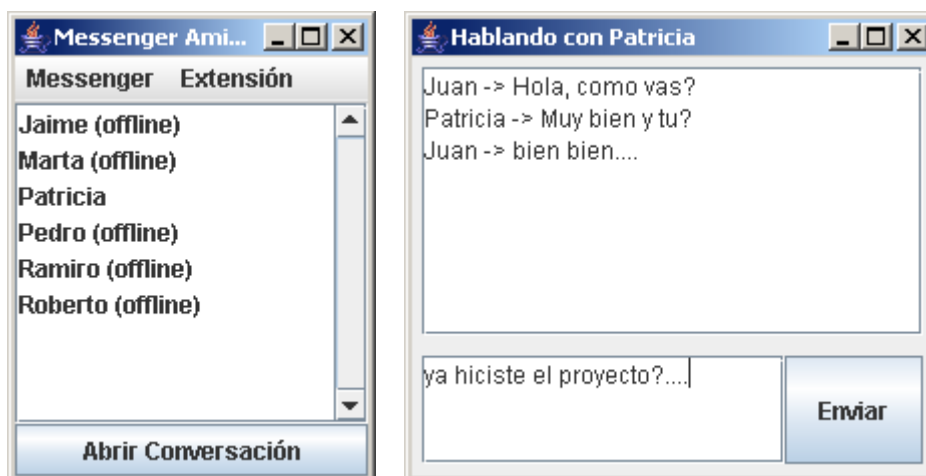 Messenger Ami...
Messenger Extensión
Jaime (offline)
Marta (offline)
Patricia
Pedro (offline)
Ramiro (offline)
Roberto (offline)
Abrir Conversación
Hablando con Patricia
Juan -> Hola, como vas?
Patricia -> Muy bien y tu?
Juan -> bien bien....
ya hiciste el proyecto?....
Enviar